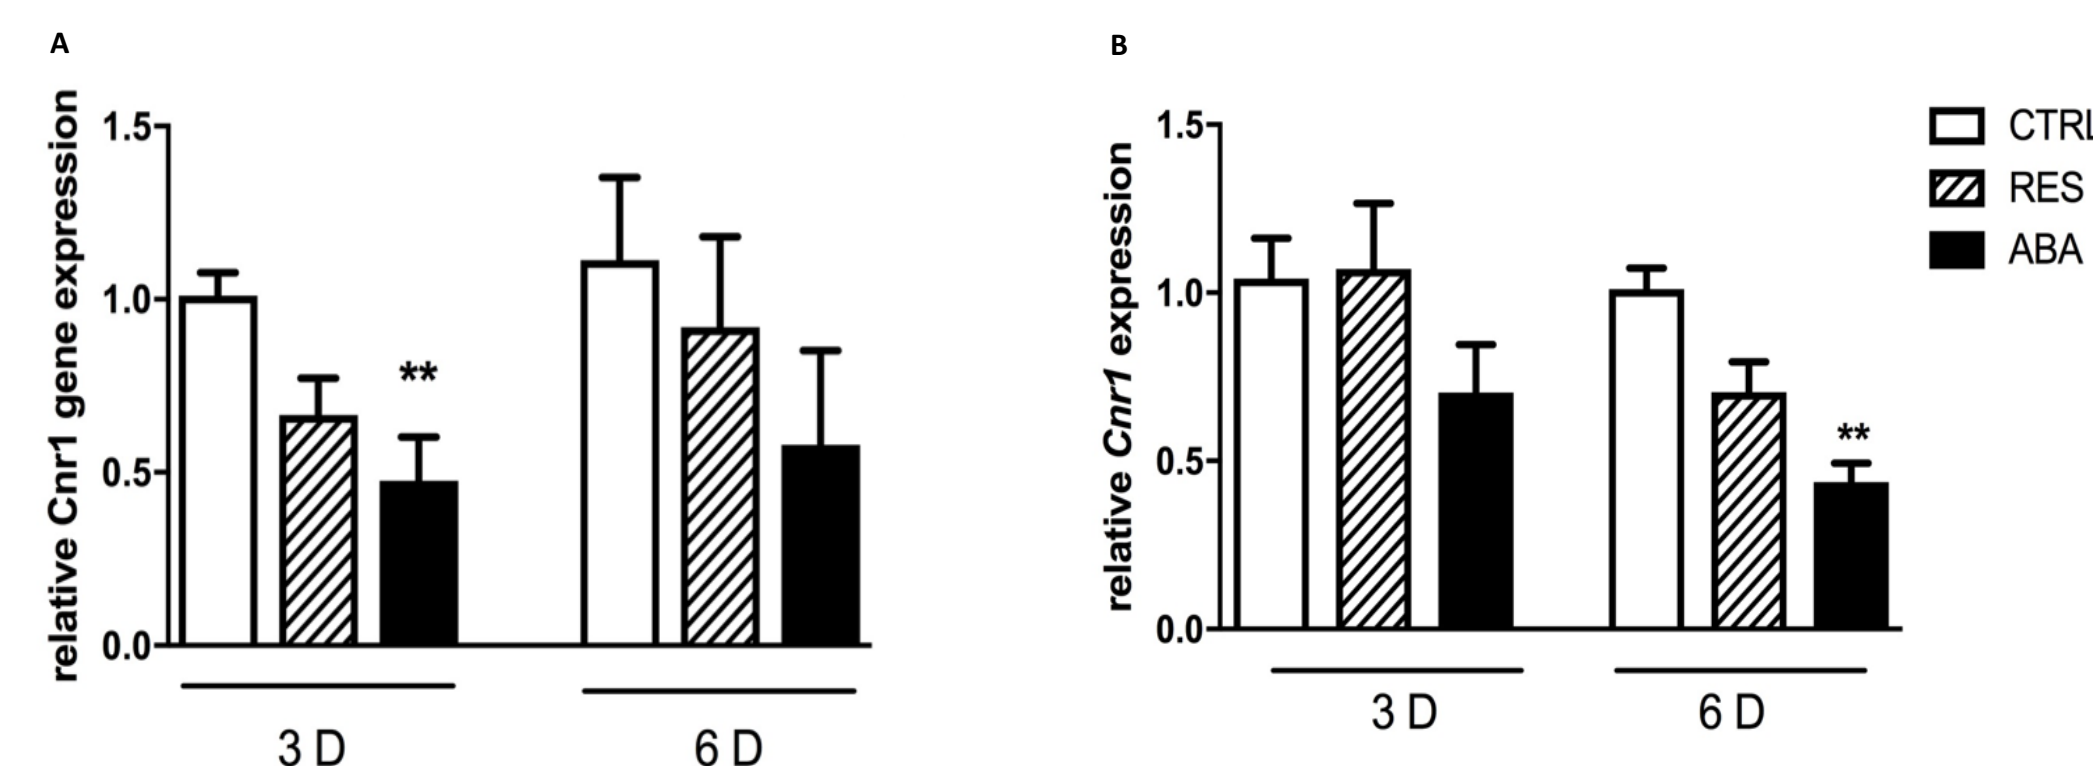 A
relative Cnr1 gene expression
1.5
1.0
0.5
0.0
**
3 D
6 D
B
relative Cnr1 expression
1.5
1.0
0.5
0.0
**
3 D
6 D
CTRL
RES
ABA